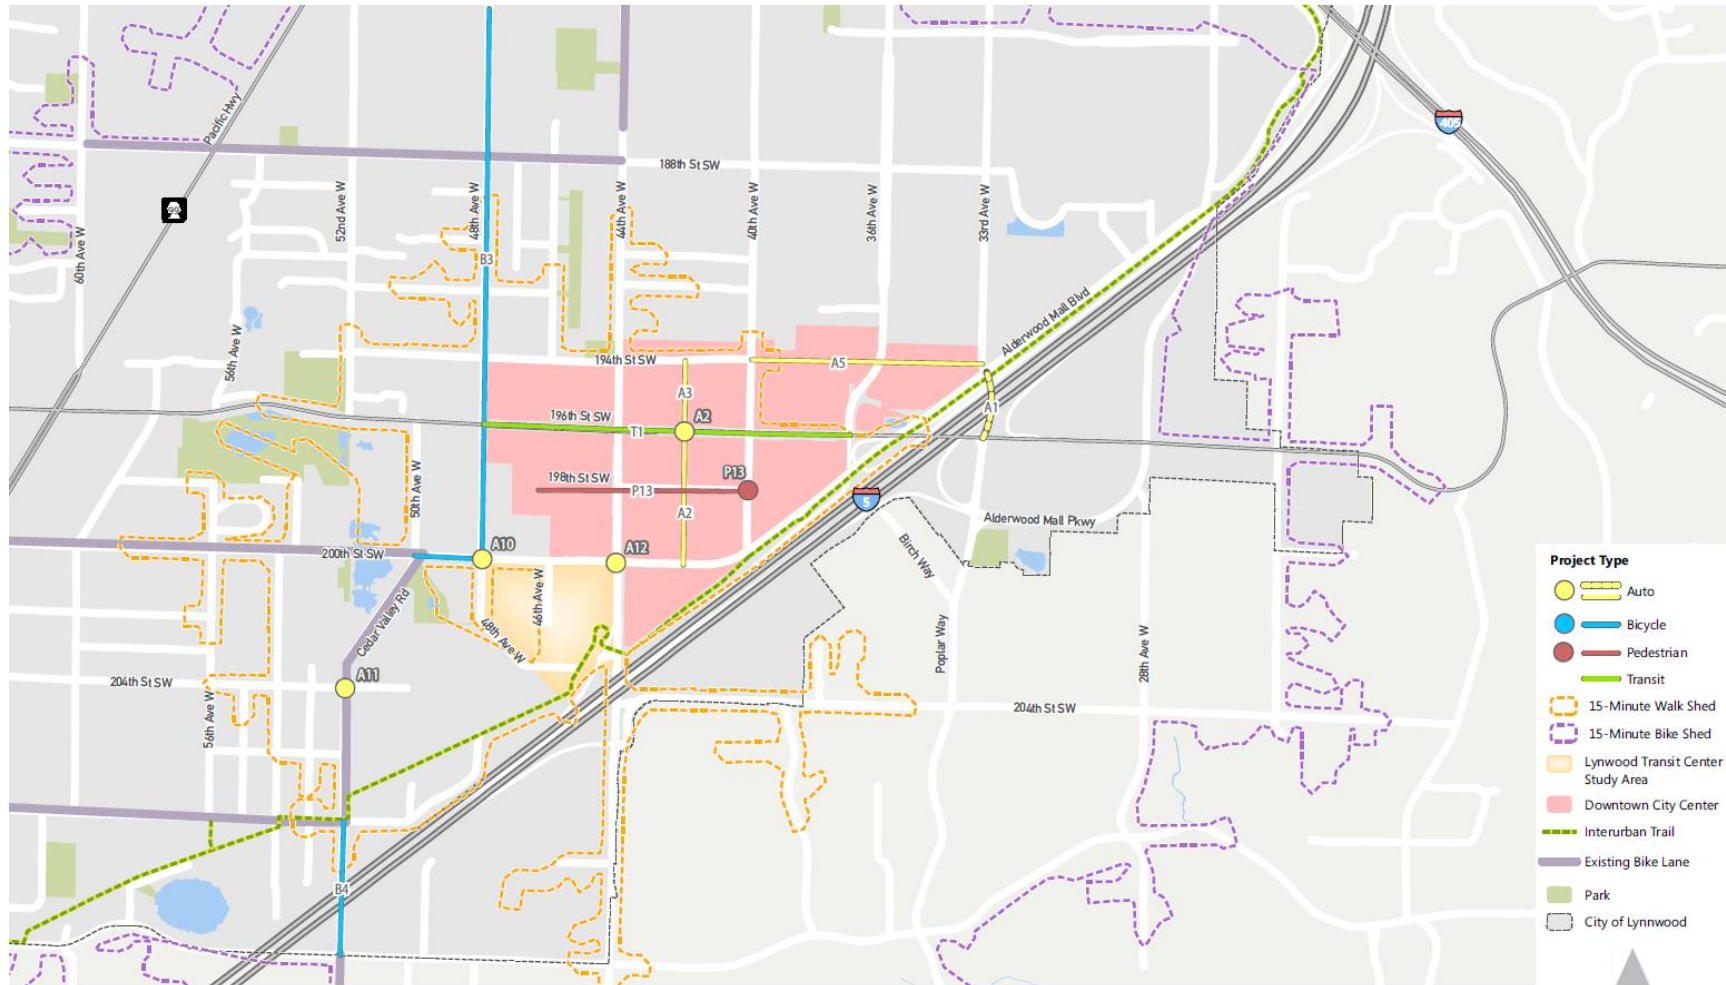 Pacific Hwy
405
188th St SW
60th Ave W
52nd Ave W
48th Ave W
44th Ave W
40th Ave W
36th Ave W
33rd Ave W
B3
Alderwood Mall Blvd
56th Ave W
194th St SW
A5
A3
A1
196th St SW
T1
A2
198th St SW
P13
P13
50th Ave W
A2
5
Alderwood Mall Pkwy
200th St SW
A10
A12
Birch Way
46th Ave W
48th Ave W
Cedar Valley Rd
Poplar Way
28th Ave W
204th St SW
A11
56th Ave W
204th St SW
B4
Project Type
Auto
Bicycle
Pedestrian
Transit
15-Minute Walk Shed
15-Minute Bike Shed
Lynwood Transit Center
Study Area
Downtown City Center
Interurban Trail
Existing Bike Lane
Park
City of Lynnwood